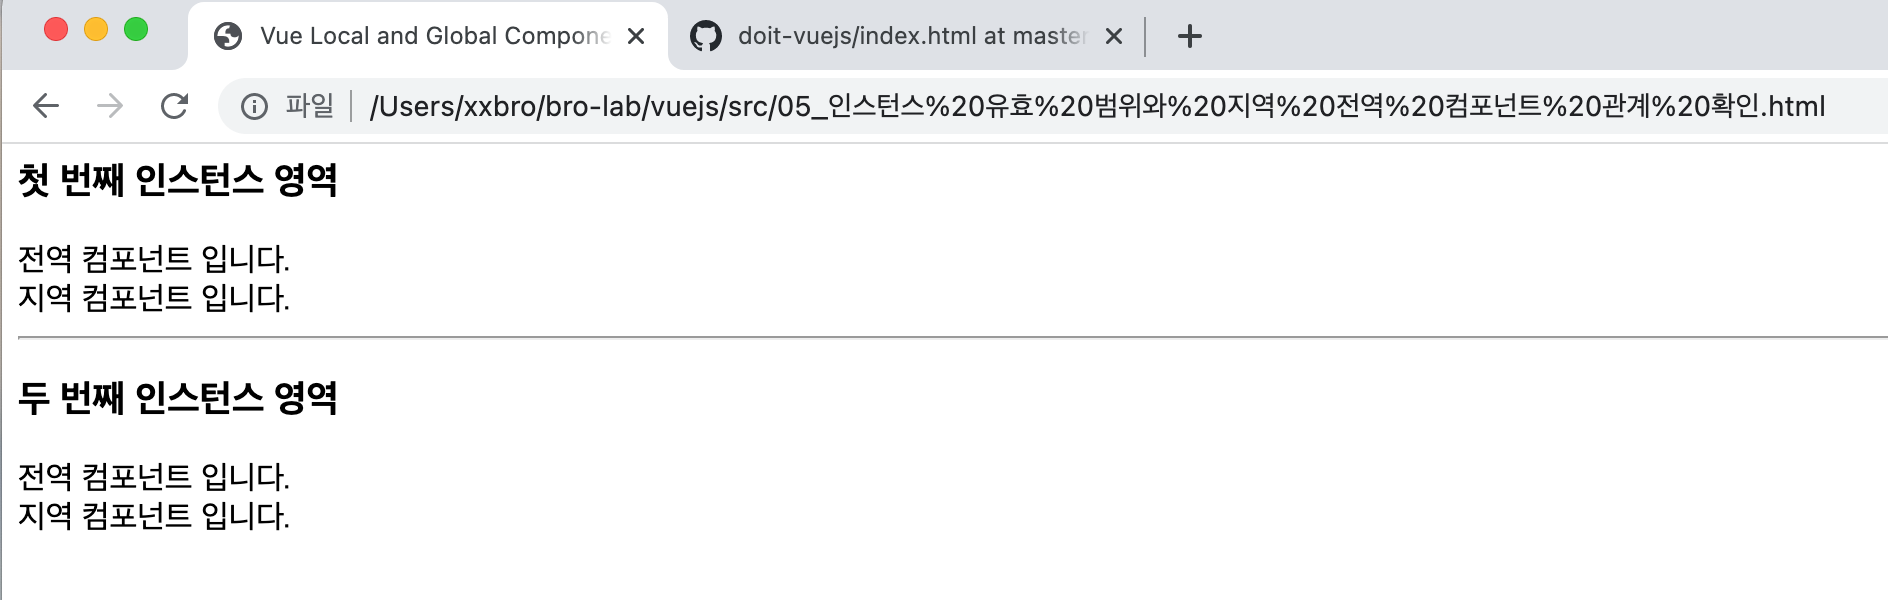 Vue Local and Global Compone
doit-vuejs/index.html at master
파일
/Users/xxbro/bro-lab/vuejs/src/05_인스턴스%20유효%20범위와%20지역%20전역%20컴포넌트%20관계%20확인.html
첫 번째 인스턴스 영역
전역 컴포넌트 입니다.
지역 컴포넌트 입니다.
두 번째 인스턴스 영역
전역 컴포넌트 입니다.
지역 컴포넌트 입니다.